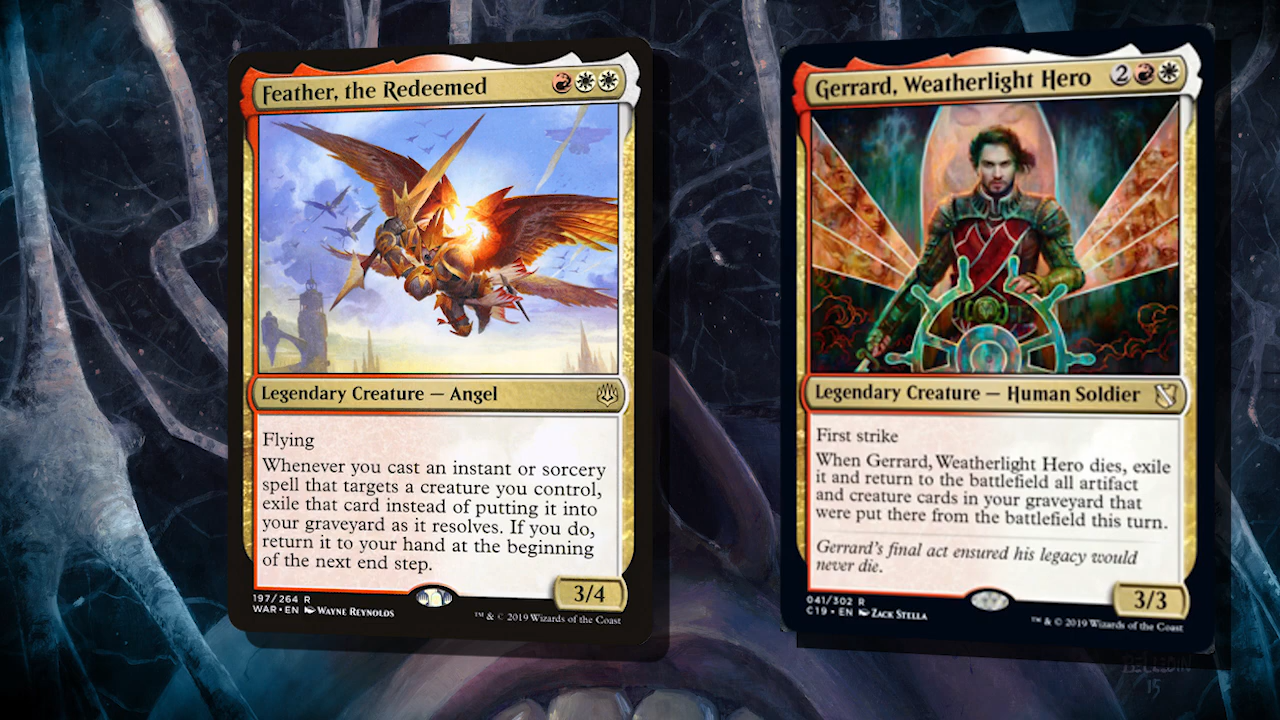 Feather, the Redeemed
Legendary Creature — Angel
Flying
Whenever you cast an instant or sorcery
spell that targets a creature you control,
exile that card instead of putting it into
your graveyard as it resolves. If you do,
return it to your hand at the beginning
of the next end step.
3/4
197/264 R
WAR • EN Wayne Reynolds
™ & © 2019 Wizards of the Coast
Gerrard, Weatherlight Hero
2
Legendary Creature — Human Soldier
First strike
When Gerrard, Weatherlight Hero dies, exile
it and return to the battlefield all artifact
and creature cards in your graveyard that
were put there from the battlefield this turn.
Gerrard's final act ensured his legacy would
never die.
3/3
041/302 R
C19 • EN Zack Stella
™ & © 2019 Wizards of the Coast
BELLEDIN
15